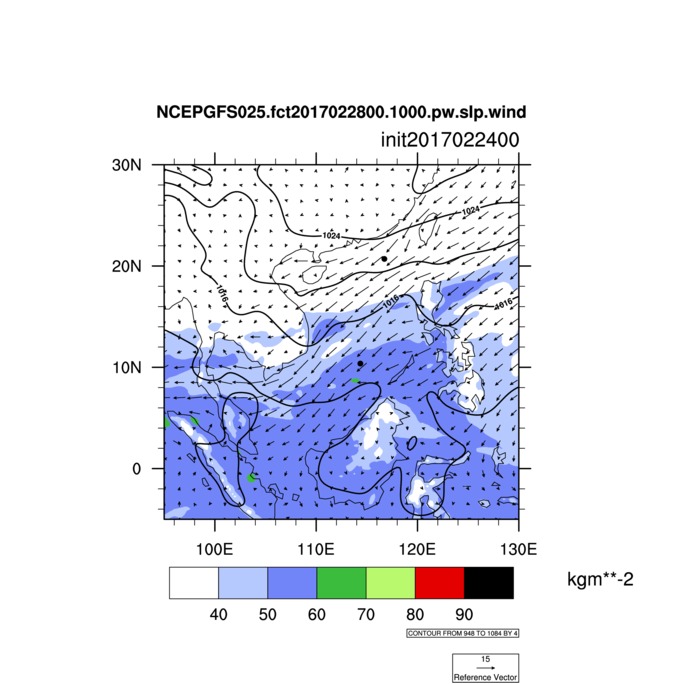 NCEPGFS025.fct2017022800.1000.pw.slp.wind
init2017022400
30N
1024
1024
20N
1016
1016
1016
10N
0
100E 110E 120E 130E
kgm**-2
40 50 60 70 80 90
CONTOUR FROM 948 TO 1084 BY 4
15
Reference Vector